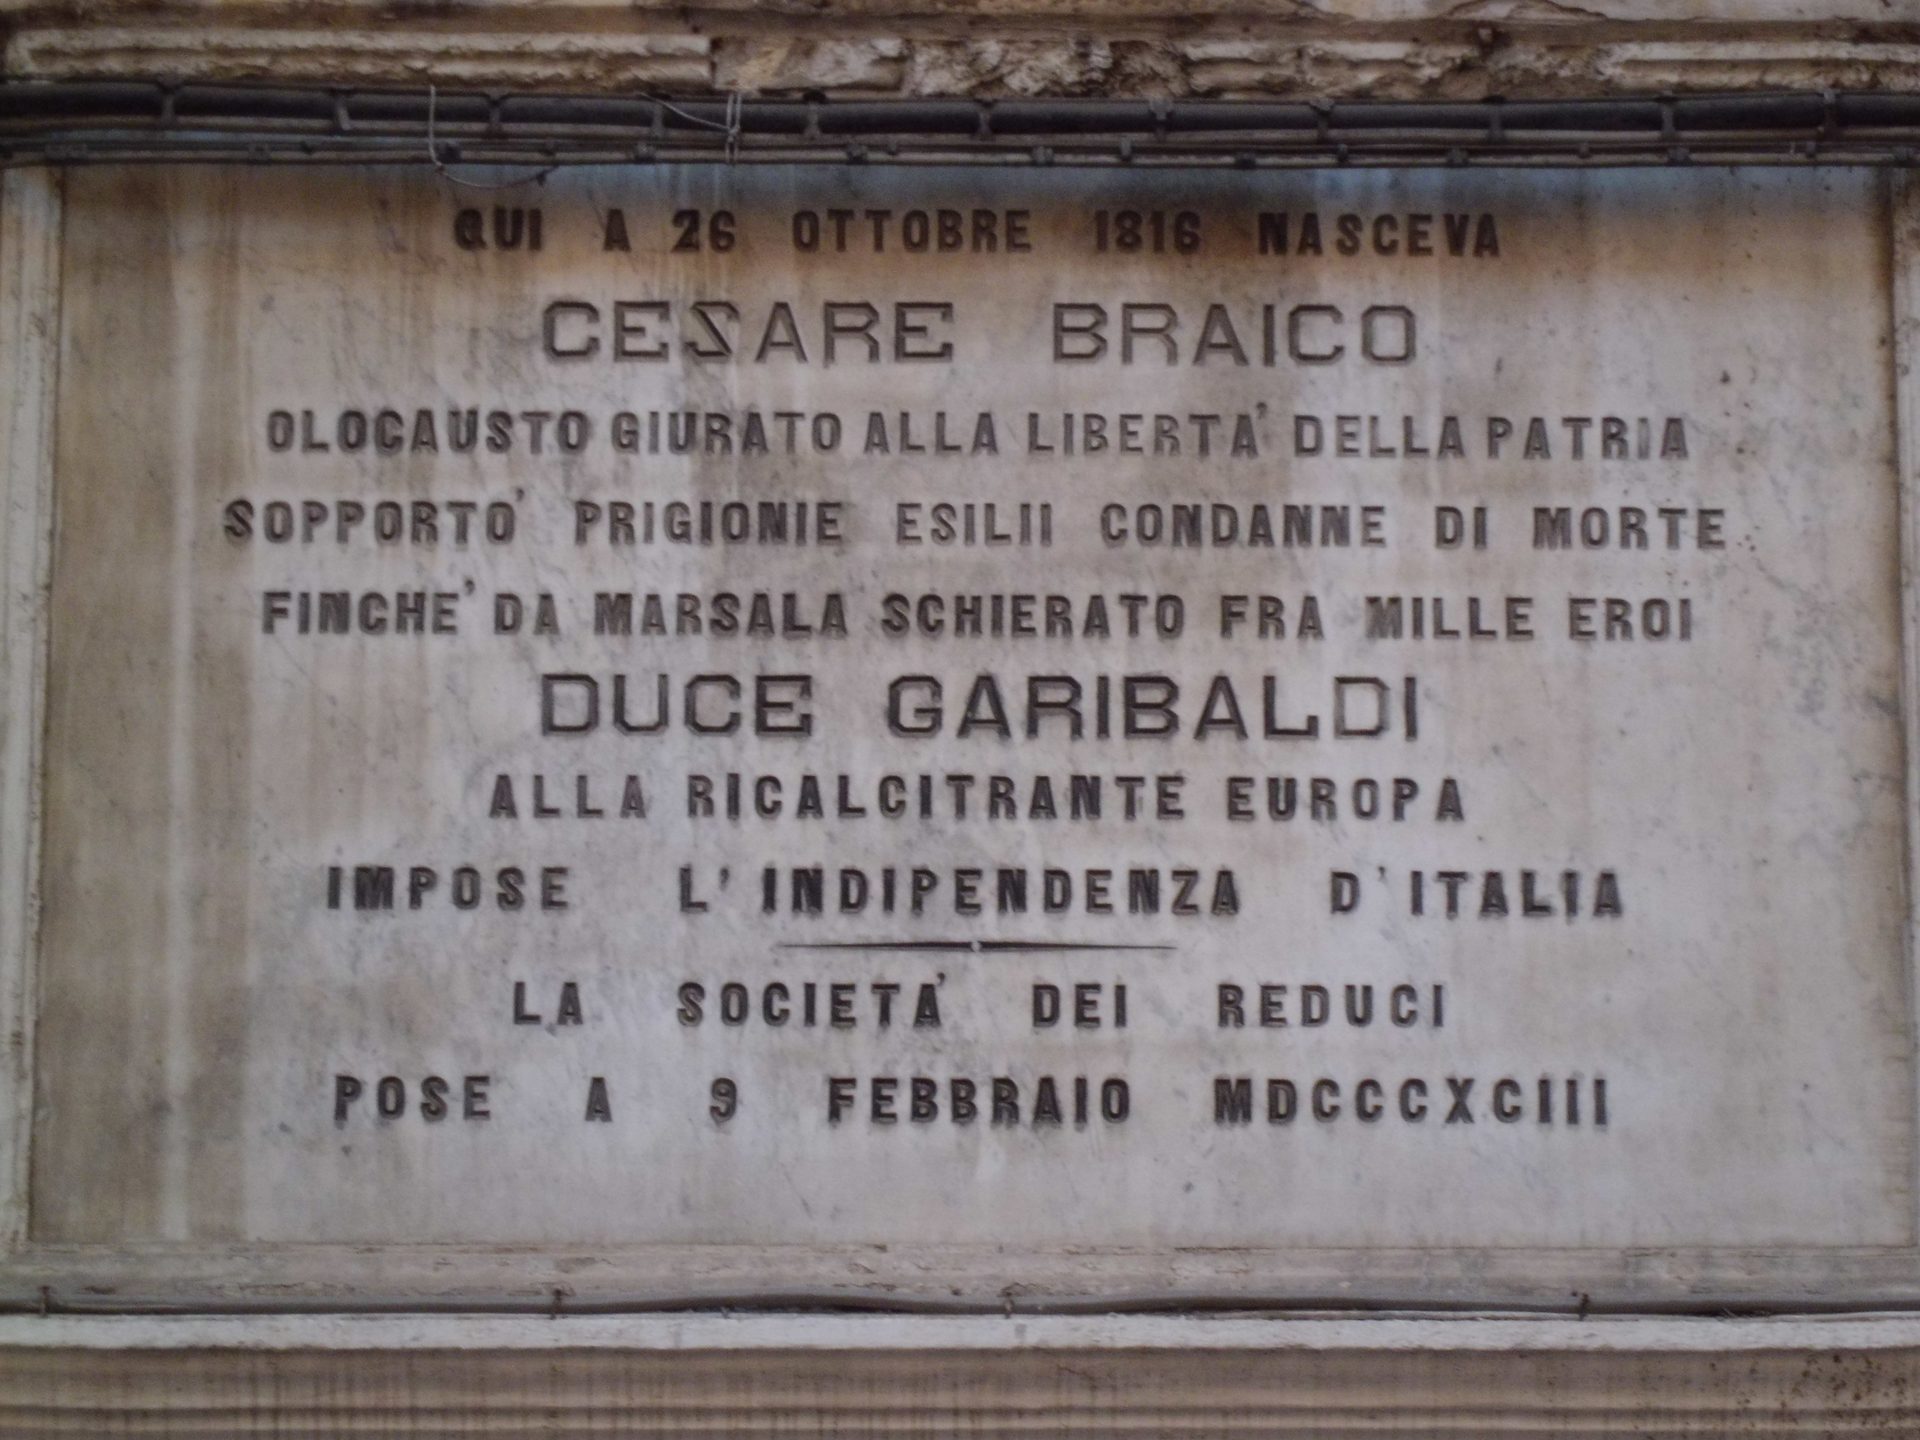 QUI A 26 OTTOBRE 1816 NASCEVA
CESARE BRAICO
OLOCAUSTO GIURATO ALLA LIBERTA' DELLA PATRIA
SOPPORTO' PRIGIONIE ESILII CONDANNE DI MORTE
FINCHE' DA MARSALA SCHIERATO FRA MILLE EROI
DUCE GARIBALDI
ALLA RICALCITRANTE EUROPA
IMPOSE L'INDIPENDENZA D'ITALIA
LA SOCIETA' DEI REDUCI
POSE A 9 FEBBRAIO MDCCCXCIII